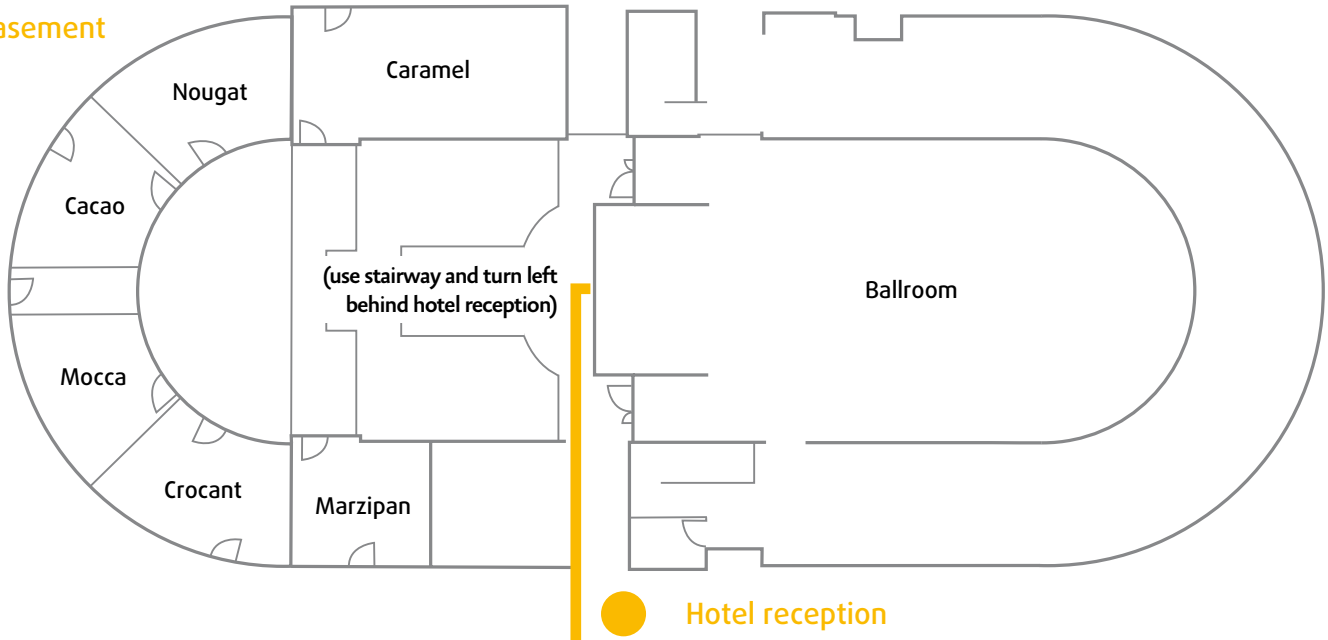 asement
Caramel
Nougat
Cacao
(use stairway and turn left
behind hotel reception)
Ballroom
Mocca
Crocant
Marzipan
Hotel reception